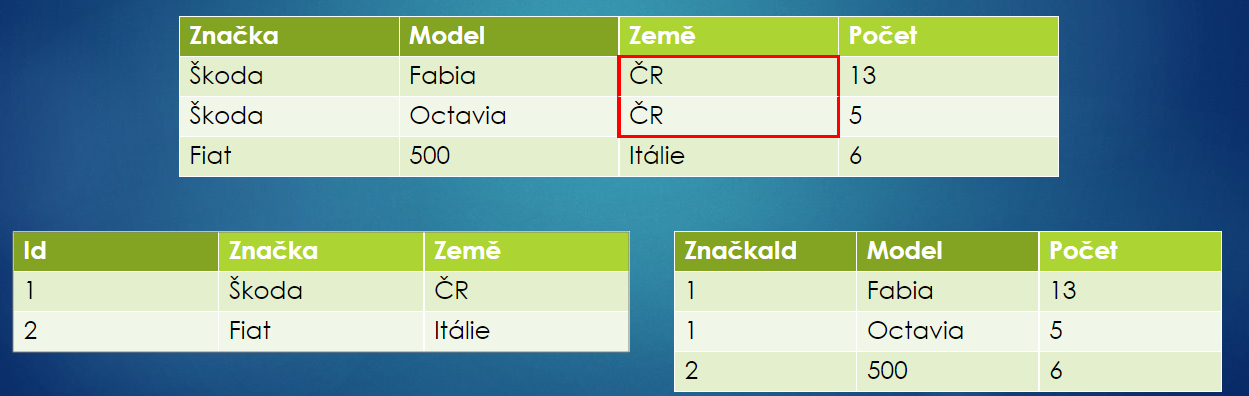 Značka Model Země Počet
Škoda Fabia ČR 13
Škoda Octavia ČR 5
Fiat 500 Itálie 6
Id Značka Země
1 Škoda ČR
2 Fiat Itálie
ZnačkaId Model Počet
1 Fabia 13
1 Octavia 5
2 500 6